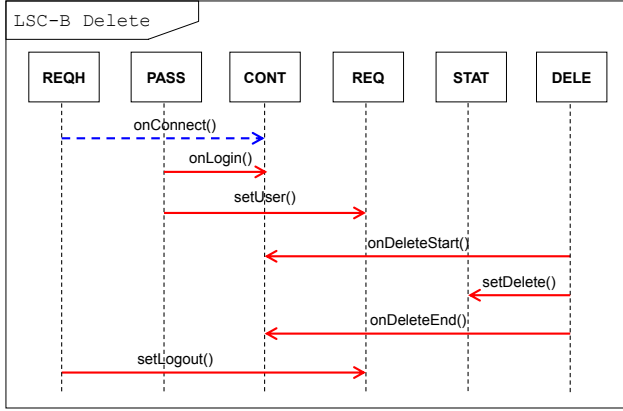 LSC-B Delete
REQH PASS CONT REQ STAT DELE
onConnect()
onLogin()
setUser()
onDeleteStart()
setDelete()
onDeleteEnd()
setLogout()